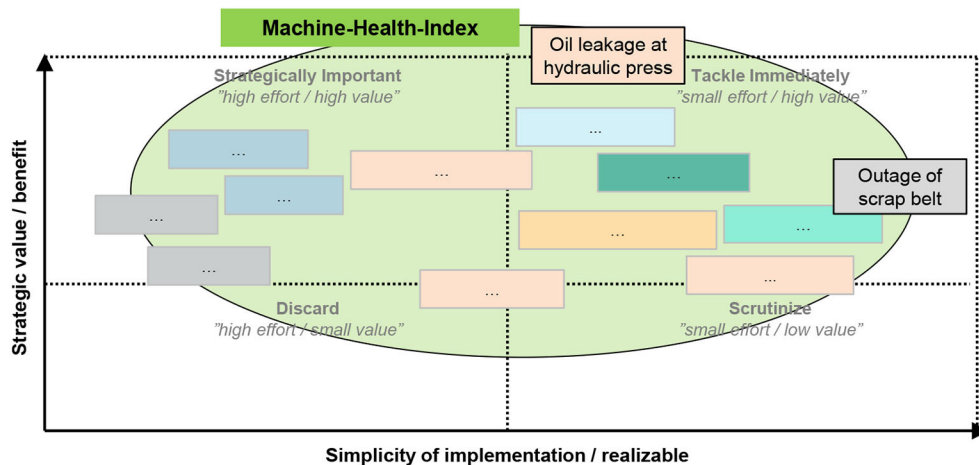 Machine-Health-Index
Oil leakage at
hydraulic press
Strategically Important
"high effort / high value"
Tackle Immediately
"small effort / high value"
...
...
...
...
...
Outage of
scrap belt
...
...
...
...
...
...
Discard
"high effort / small value"
Scrutinize
"small effort / low value"
Strategic value / benefit
Simplicity of implementation / realizable